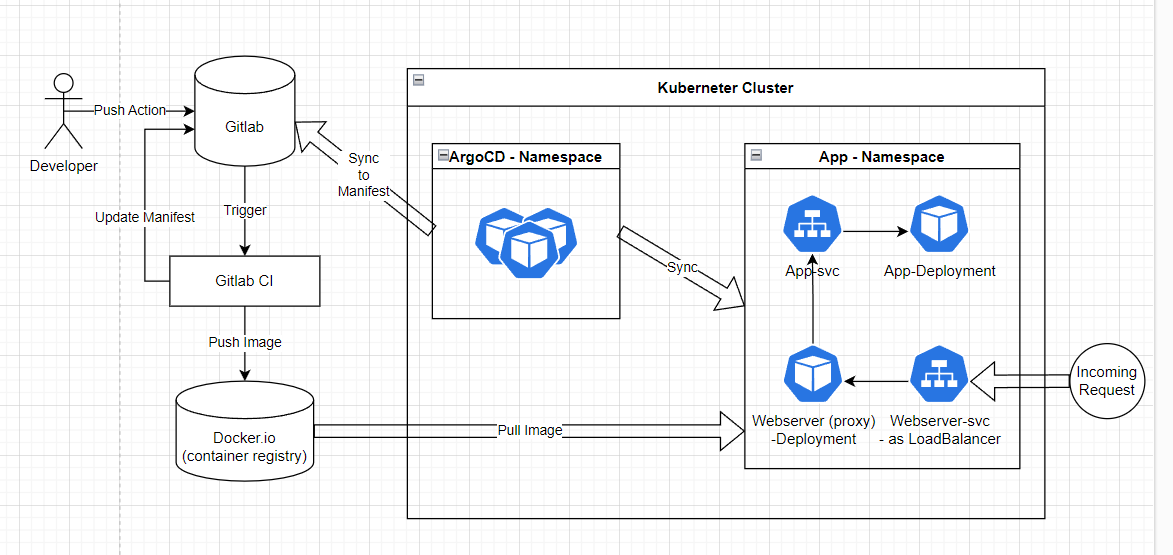 Kuberneter Cluster
Developer
Push Action
Gitlab
Sync
to
Manifest
ArgoCD - Namespace
App - Namespace
Update Manifest
Trigger
Gitlab CI
Sync
App-svc
App-Deployment
Push Image
Docker.io
(container registry)
Pull Image
Webserver (proxy)
-Deployment
Webserver-svc
- as LoadBalancer
Incoming
Request